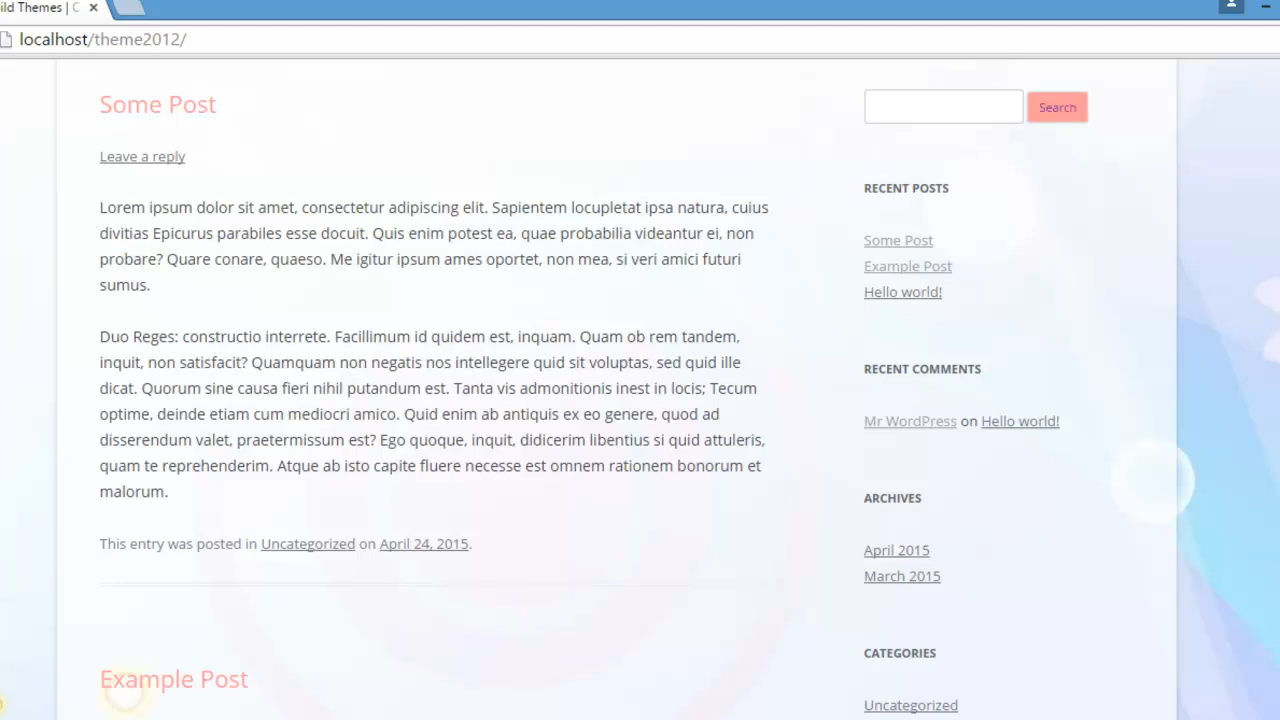 ild Themes | C
localhost/theme2012/
Some Post
Leave a reply
Lorem ipsum dolor sit amet, consectetur adipiscing elit. Sapientem locupletat ipsa natura, cuius
divitias Epicurus parabiles esse docuit. Quis enim potest ea, quae probabilia videantur ei, non
probare? Quare conare, quaeso. Me igitur ipsum ames oportet, non mea, si veri amici futuri
sumus.
Duo Reges: constructio interrete. Facillimum id quidem est, inquam. Quam ob rem tandem,
inquit, non satisfacit? Quamquam non negatis nos intellegere quid sit voluptas, sed quid ille
dicat. Quorum sine causa fieri nihil putandum est. Tanta vis admonitionis inest in locis; Tecum
optime, deinde etiam cum mediocri amico. Quid enim ab antiquis ex eo genere, quod ad
disserendum valet, praetermissum est? Ego quoque, inquit, didicerim libentius si quid attuleris,
quam te reprehenderim. Atque ab isto capite fluere necesse est omnem rationem bonorum et
malorum.
This entry was posted in Uncategorized on April 24, 2015.
Example Post
Search
RECENT POSTS
Some Post
Example Post
Hello world!
RECENT COMMENTS
Mr WordPress on Hello world!
ARCHIVES
April 2015
March 2015
CATEGORIES
Uncategorized